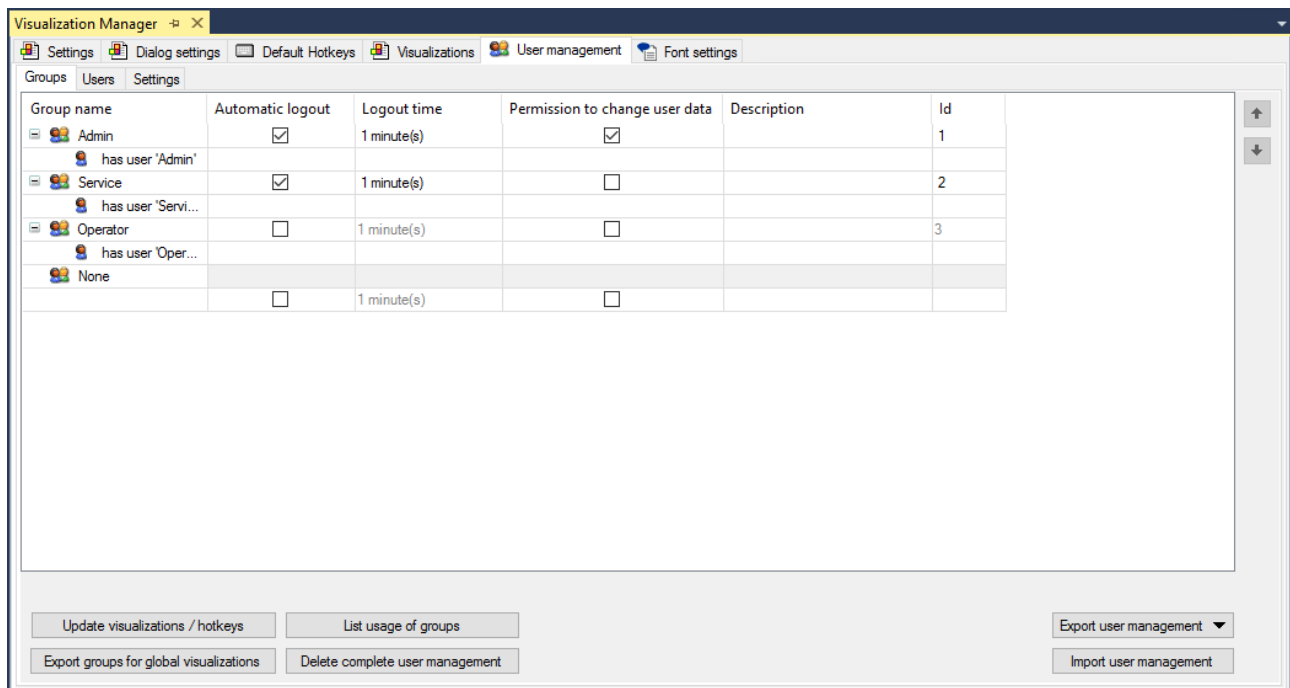 Visualization Manager
Settings Dialog settings Default Hotkeys Visualizations User management Font settings
Groups Users Settings
Group name Automatic logout Logout time Permission to change user data Description Id
Admin 1 minute(s) 1
has user 'Admin'
Service 1 minute(s) 2
has user 'Servi...
Operator 1 minute(s) 3
has user 'Oper...
None
1 minute(s)
Update visualizations / hotkeys List usage of groups Export user management
Export groups for global visualizations Delete complete user management Import user management